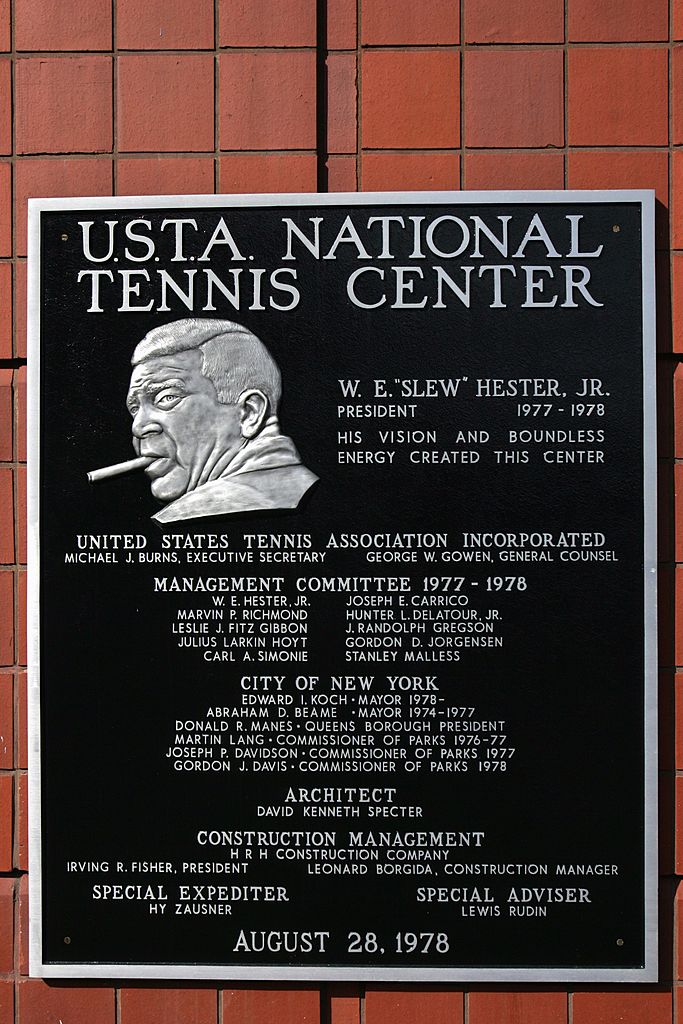 U.S.T.A. NATIONAL
TENNIS CENTER
W. E. "SLEW" HESTER, JR.
PRESIDENT 1977 - 1978
HIS VISION AND BOUNDLESS
ENERGY CREATED THIS CENTER
UNITED STATES TENNIS ASSOCIATION INCORPORATED
MICHAEL J. BURNS, EXECUTIVE SECRETARY GEORGE W. GOWEN, GENERAL COUNSEL
MANAGEMENT COMMITTEE 1977 - 1978
W. E. HESTER, JR. JOSEPH E. CARRICO
MARVIN P. RICHMOND HUNTER L. DELATOUR, JR.
LESLIE J. FITZ GIBBON J. RANDOLPH GREGSON
JULIUS LARKIN HOYT GORDON D. JORGENSEN
CARL A. SIMONIE STANLEY MALLESS
CITY OF NEW YORK
EDWARD I. KOCH • MAYOR 1978-
ABRAHAM D. BEAME • MAYOR 1974-1977
DONALD R. MANES • QUEENS BOROUGH PRESIDENT
MARTIN LANG • COMMISSIONER OF PARKS 1976-77
JOSEPH P. DAVIDSON • COMMISSIONER OF PARKS 1977
GORDON J. DAVIS • COMMISSIONER OF PARKS 1978
ARCHITECT
DAVID KENNETH SPECTER
CONSTRUCTION MANAGEMENT
H R H CONSTRUCTION COMPANY
IRVING R. FISHER, PRESIDENT LEONARD BORGIDA, CONSTRUCTION MANAGER
SPECIAL EXPEDITER SPECIAL ADVISER
HY ZAUSNER LEWIS RUDIN
AUGUST 28, 1978